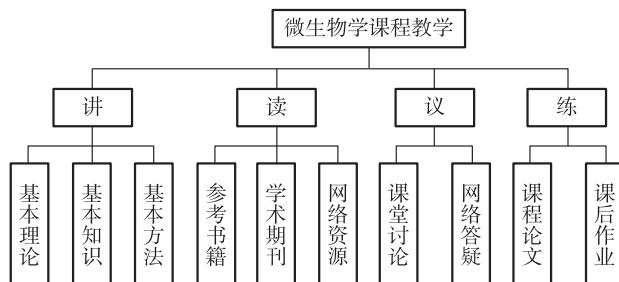 微生物学课程教学
讲
读
议
练
基本理论
基本知识
基本方法
参考书籍
学术期刊
网络资源
课堂讨论
网络答疑
课程论文
课后作业